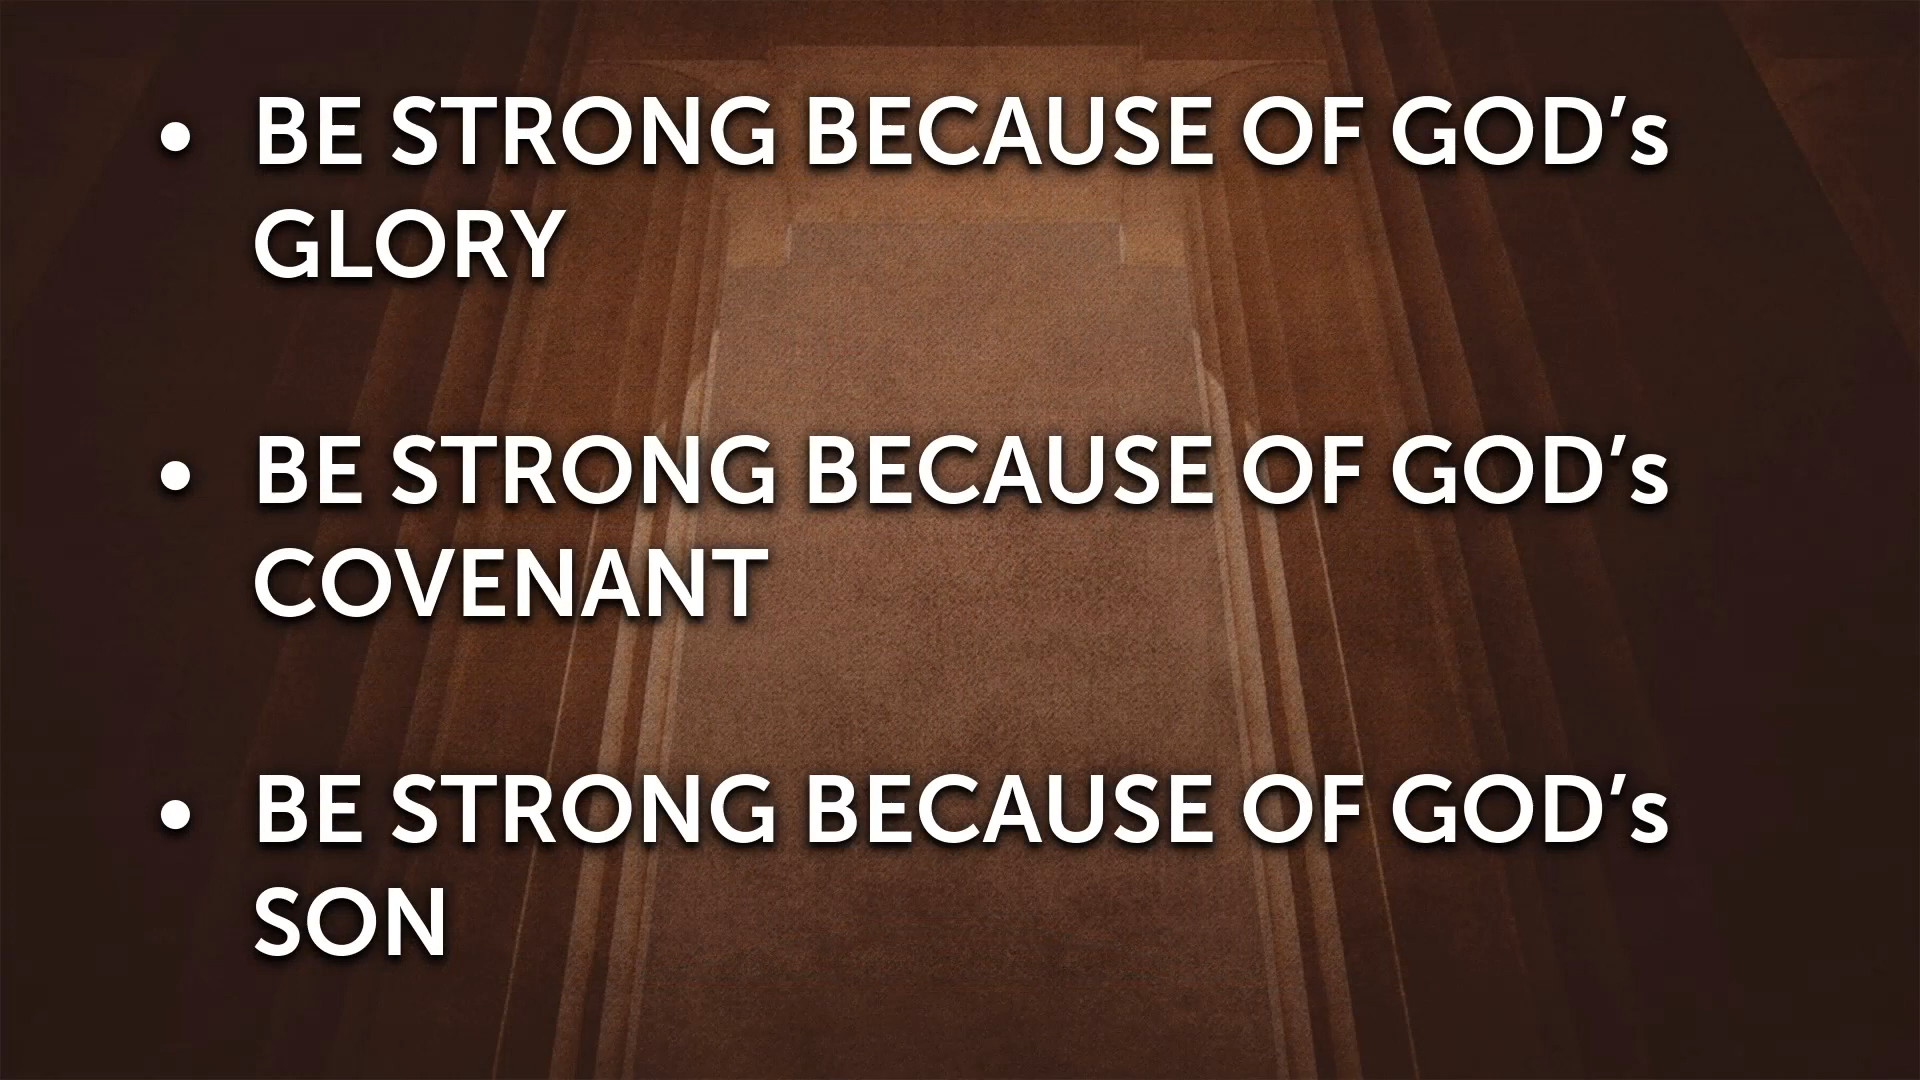 • BE STRONG BECAUSE OF GOD’s
GLORY
• BE STRONG BECAUSE OF GOD’s
COVENANT
• BE STRONG BECAUSE OF GOD’s
SON